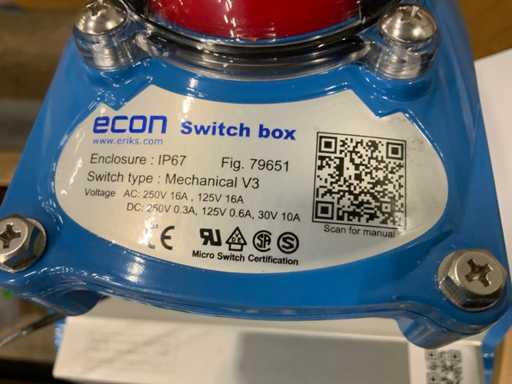 econ Switch box
www.eriks.com
Enclosure : IP67 Fig. 79651
Switch type : Mechanical V3
Voltage AC: 250V 16A , 125V 16A
DC: 250V 0.3A, 125V 0.6A, 30V 10A
Scan for manual
Micro Switch Certification